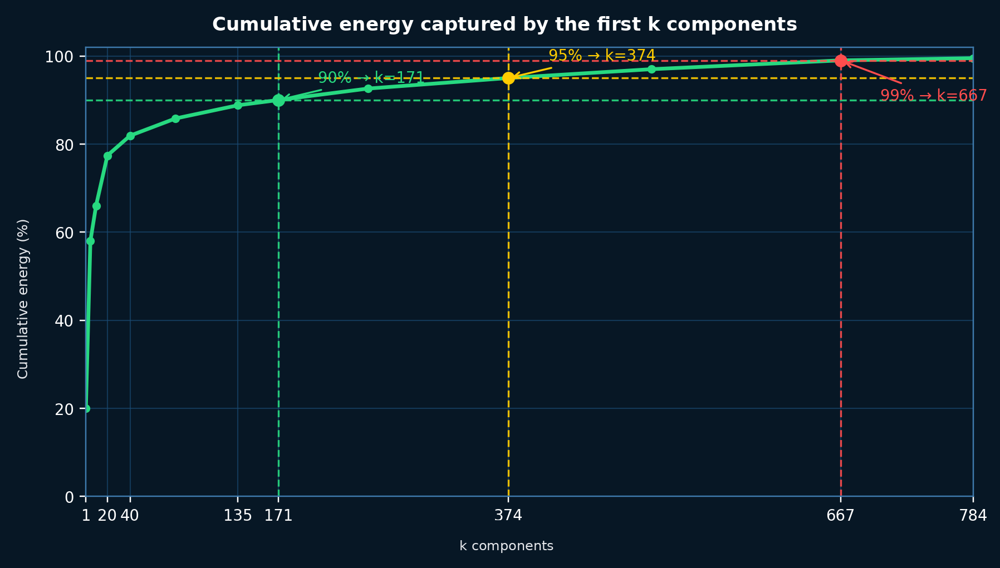 Cumulative energy captured by the first k components
100
80
60
40
20
0
Cumulative energy (%)
95% → k=374
90% → k=171
99% → k=667
1 20 40 135 171 374 667 784
k components